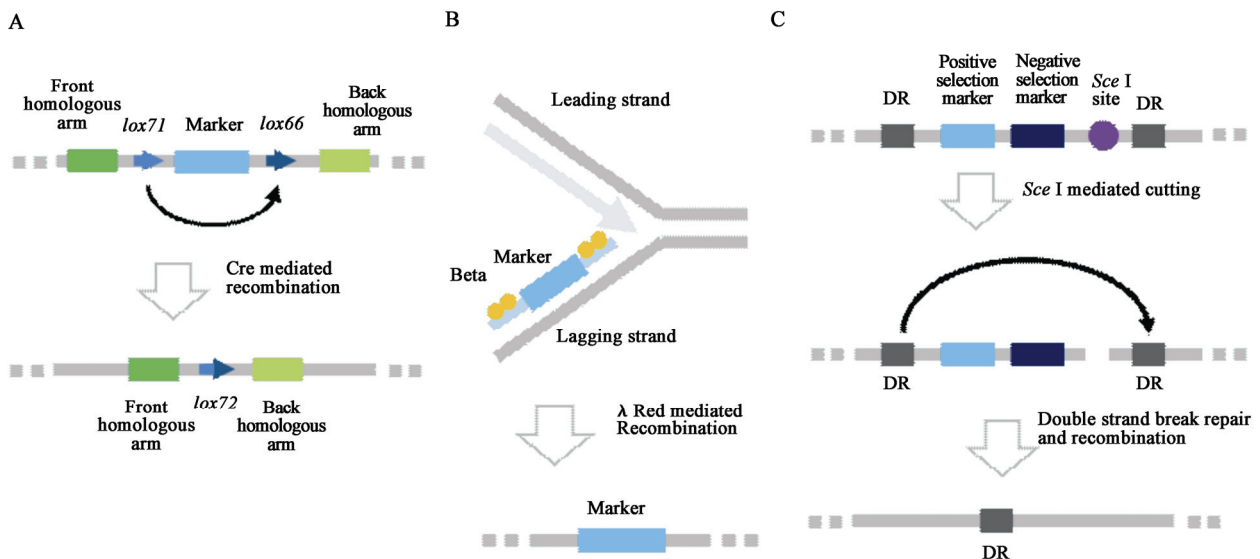 A
Front
homologous
arm
lox71
Marker
lox66
Back
homologous
arm
Cre mediated
recombination
Front
homologous
arm
lox72
Back
homologous
arm
B
Leading strand
Marker
Beta
Lagging strand
λ Red mediated
Recombination
Marker
C
DR
Positive
selection
marker
Negative
selection
marker
Sce I
site
DR
Sce I mediated cutting
DR
DR
Double strand break repair
and recombination
DR